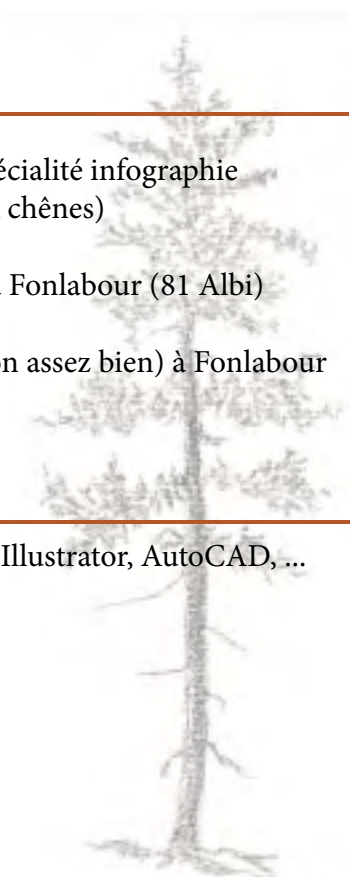 écialité infographie
chênes)
Fonlabour (81 Albi)
on assez bien) à Fonlabour
Illustrator, AutoCAD, ...